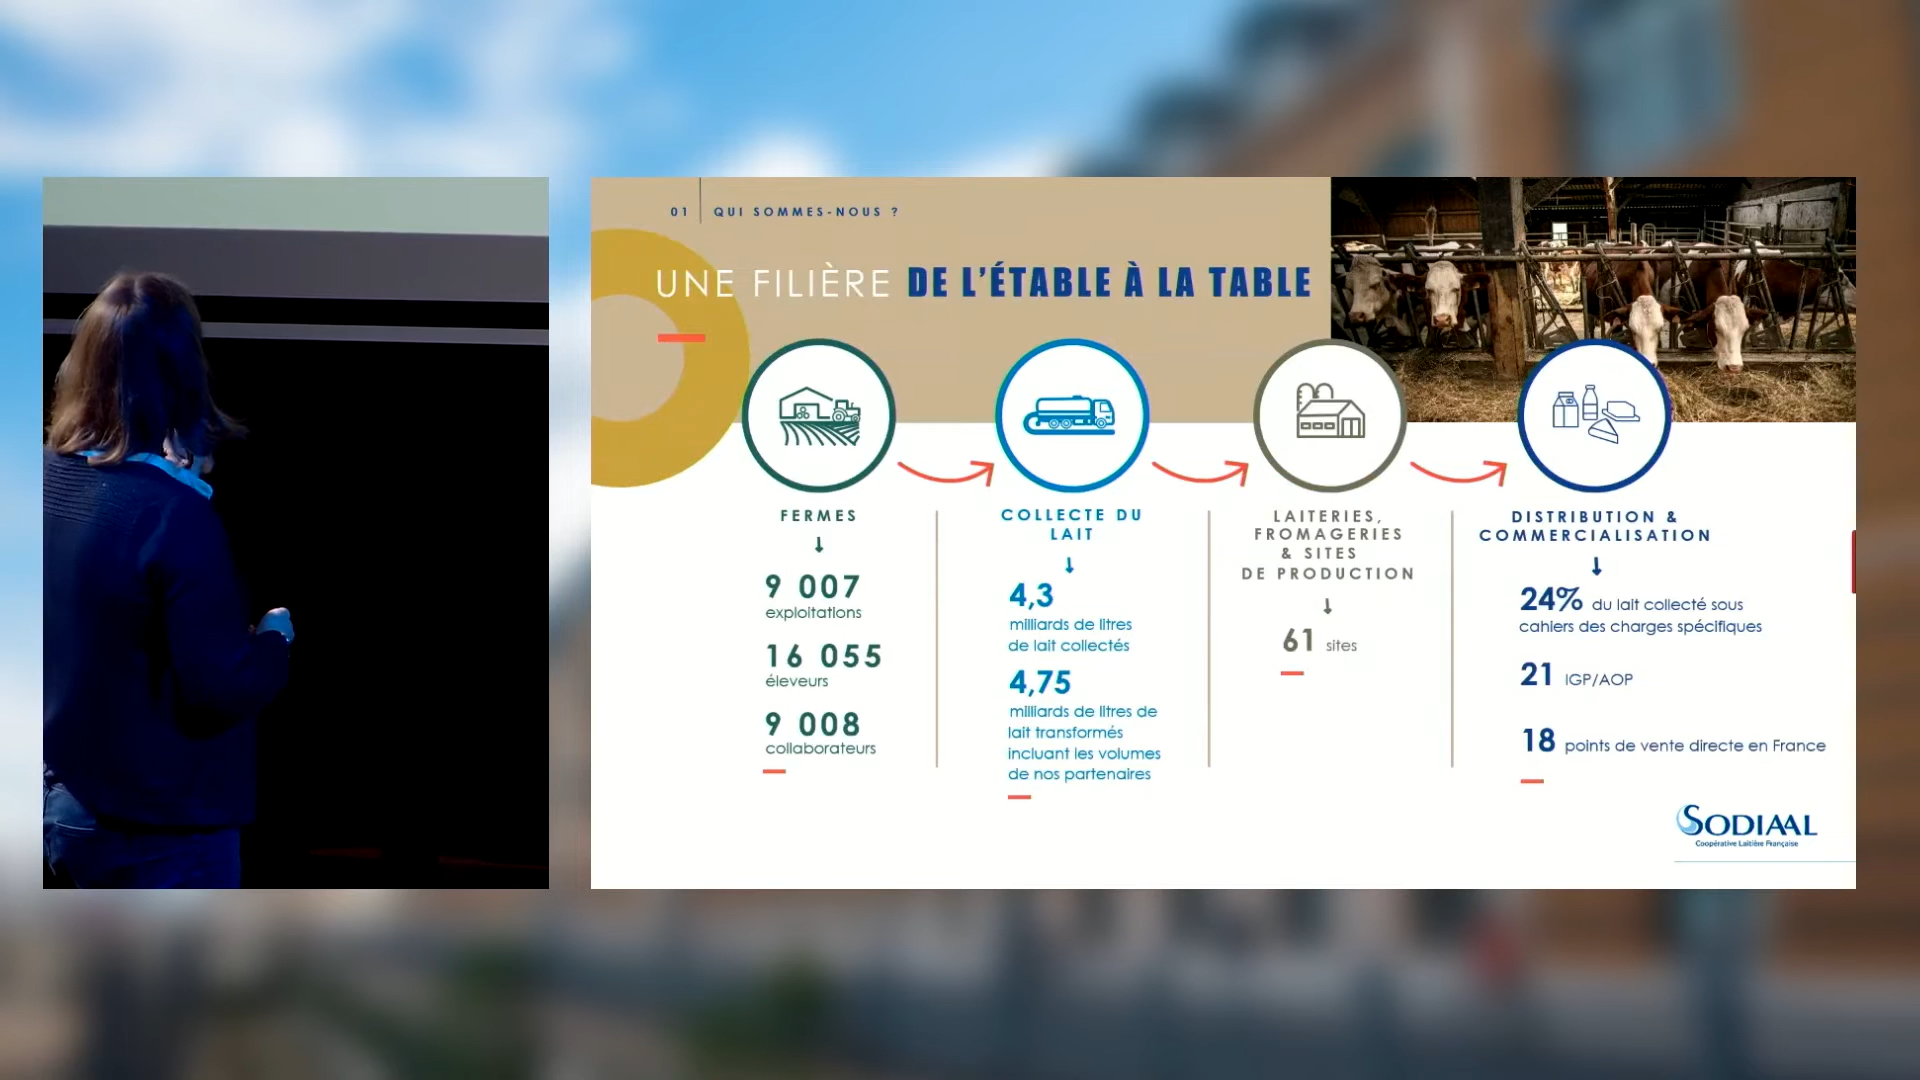 01 QUI SOMMES-NOUS ?
UNE FILIÈRE DE L'ÉTABLE À LA TABLE
FERMES
9 007
exploitations
16 055
éleveurs
9 008
collaborateurs
COLLECTE DU
LAIT
4,3
milliards de litres
de lait collectés
4,75
milliards de litres de
lait transformés
incluant les volumes
de nos partenaires
LAITERIES,
FROMAGERIES
& SITES
DE PRODUCTION
61 sites
DISTRIBUTION &
COMMERCIALISATION
24% du lait collecté sous
cahiers des charges spécifiques
21 IGP/AOP
18 points de vente directe en France
SODIAAL
Coopérative Laitière Française